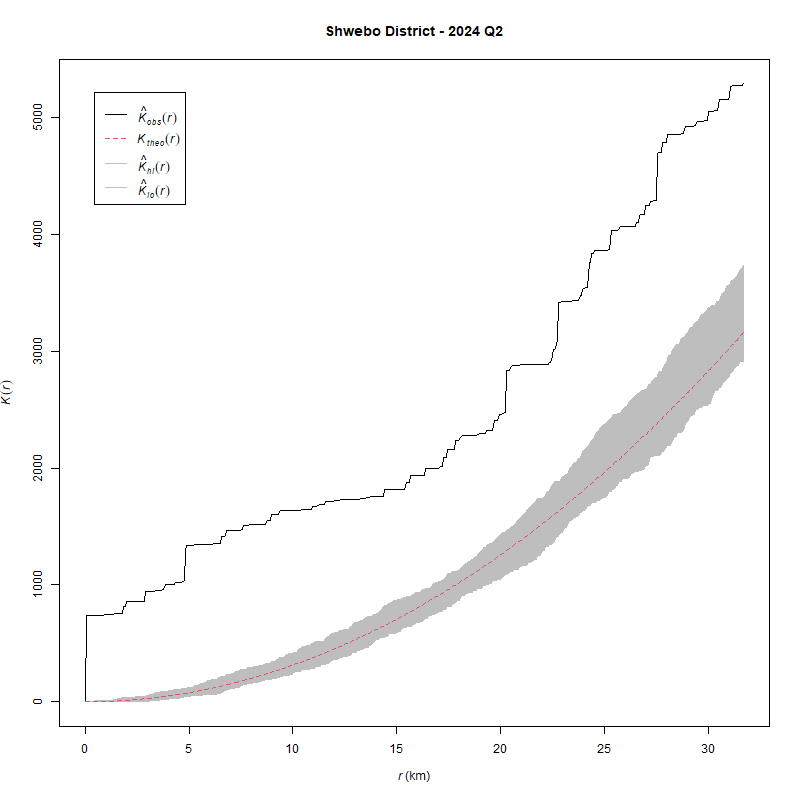 Shwebo District - 2024 Q2
K̂obs(r)
Ktheo(r)
K̂hi(r)
K̂lo(r)
K(r)
5000
4000
3000
2000
1000
0
0 5 10 15 20 25 30
r (km)